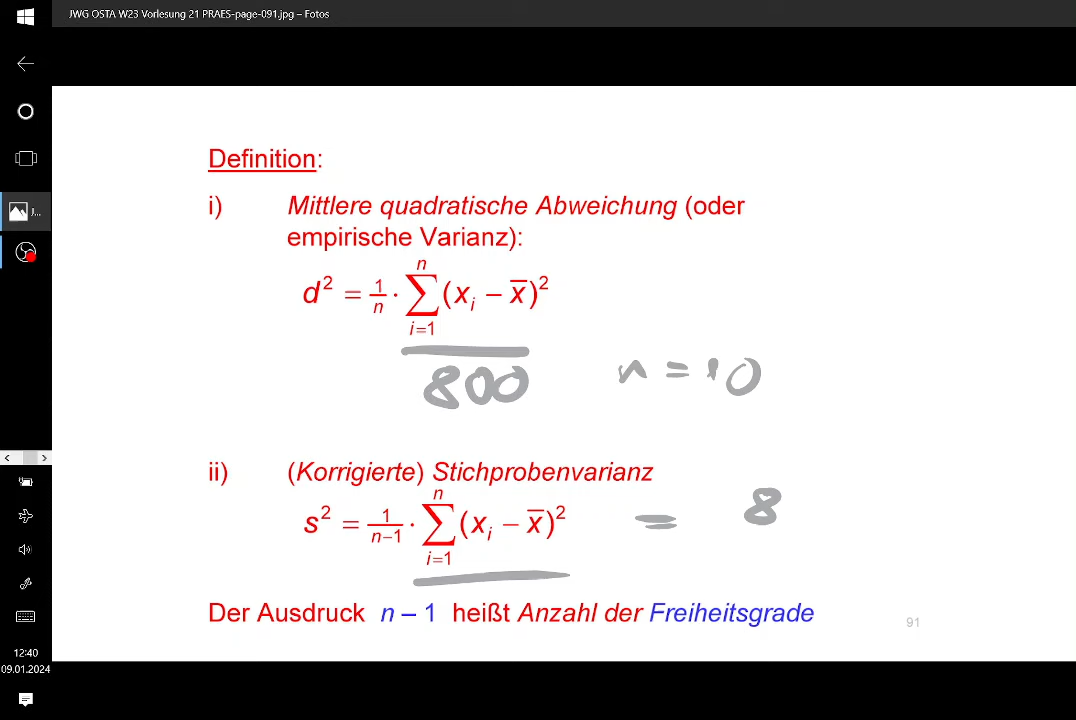 JWG OSTA W23 Vorlesung 21 PRAES-page-091.jpg – Fotos
J...
Definition:
i) Mittlere quadratische Abweichung (oder
empirische Varianz):
d² = 1/n · ∑ᵢ₌₁ⁿ (xᵢ – x̅)²
800 n = 10
ii) (Korrigierte) Stichprobenvarianz
s² = 1/(n–1) · ∑ᵢ₌₁ⁿ (xᵢ – x̅)² = 8
Der Ausdruck n – 1 heißt Anzahl der Freiheitsgrade
91
12:40
09.01.2024